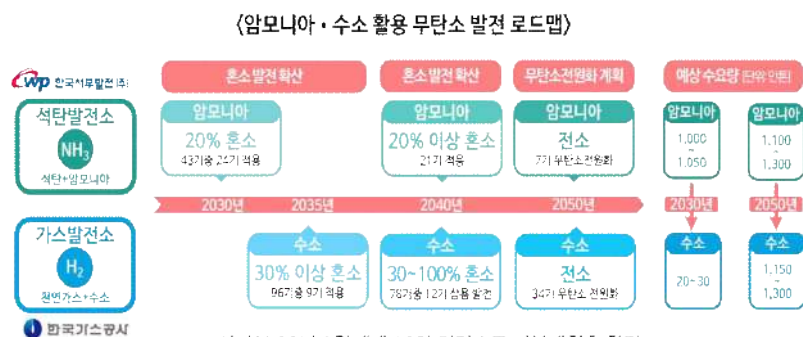 〈암모니아·수소 활용 무탄소 발전 로드맵〉
WP 한국서부발전(주)
혼소 발전 확산
혼소 발전 확산
무탄소전원화 계획
예상 수요량 [단위 만톤]
석탄발전소
NH₃
석탄+암모니아
암모니아
20% 혼소
43기중 24기 적용
암모니아
20% 이상 혼소
21기 적용
암모니아
전소
7기 무탄소전원화
암모니아
1,000
~
1,050
암모니아
1,100
~
1,300
2030년
2035년
2040년
2050년
2030년
2050년
가스발전소
H₂
천연가스+수소
수소
30% 이상 혼소
96기중 9기 적용
수소
30~100% 혼소
78기중 12기 상용 발전
수소
전소
34기 무탄소 전원화
수소
20~30
수소
1,150
~
1,300
한국가스공사